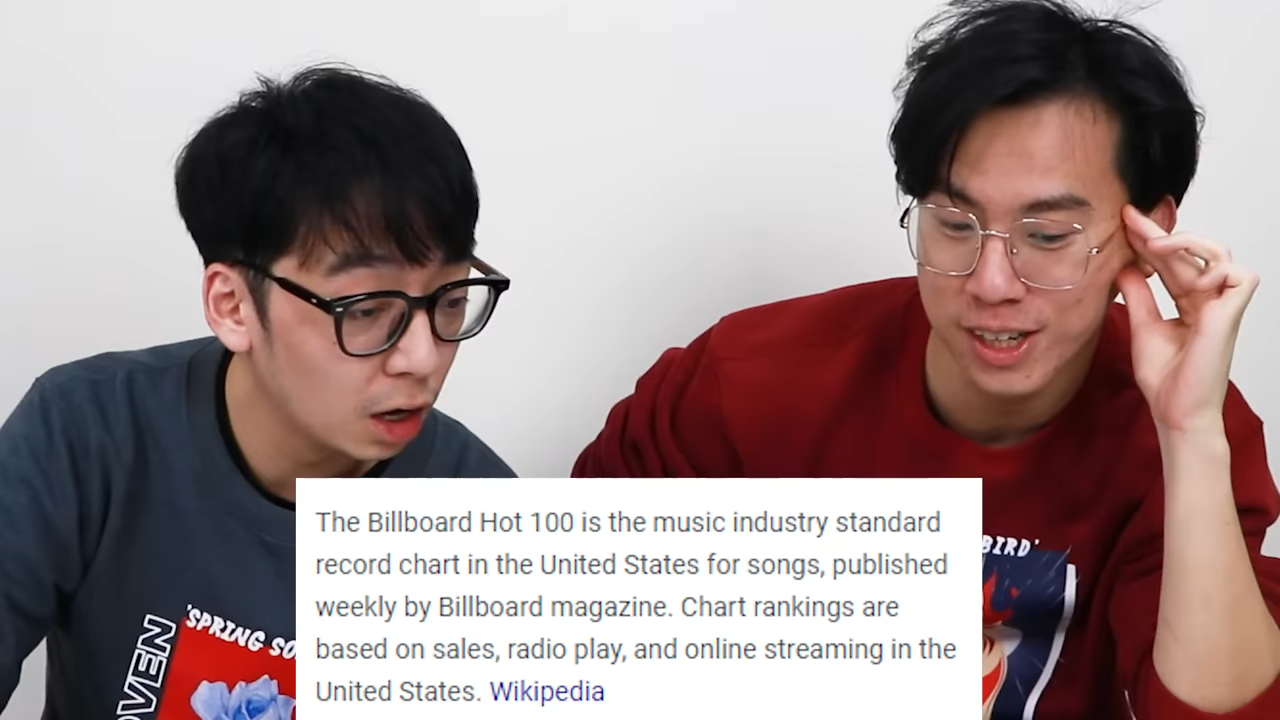 The Billboard Hot 100 is the music industry standard
record chart in the United States for songs, published
weekly by Billboard magazine. Chart rankings are
based on sales, radio play, and online streaming in the
United States. Wikipedia
'SPRING SO
OVEN
BIRD'